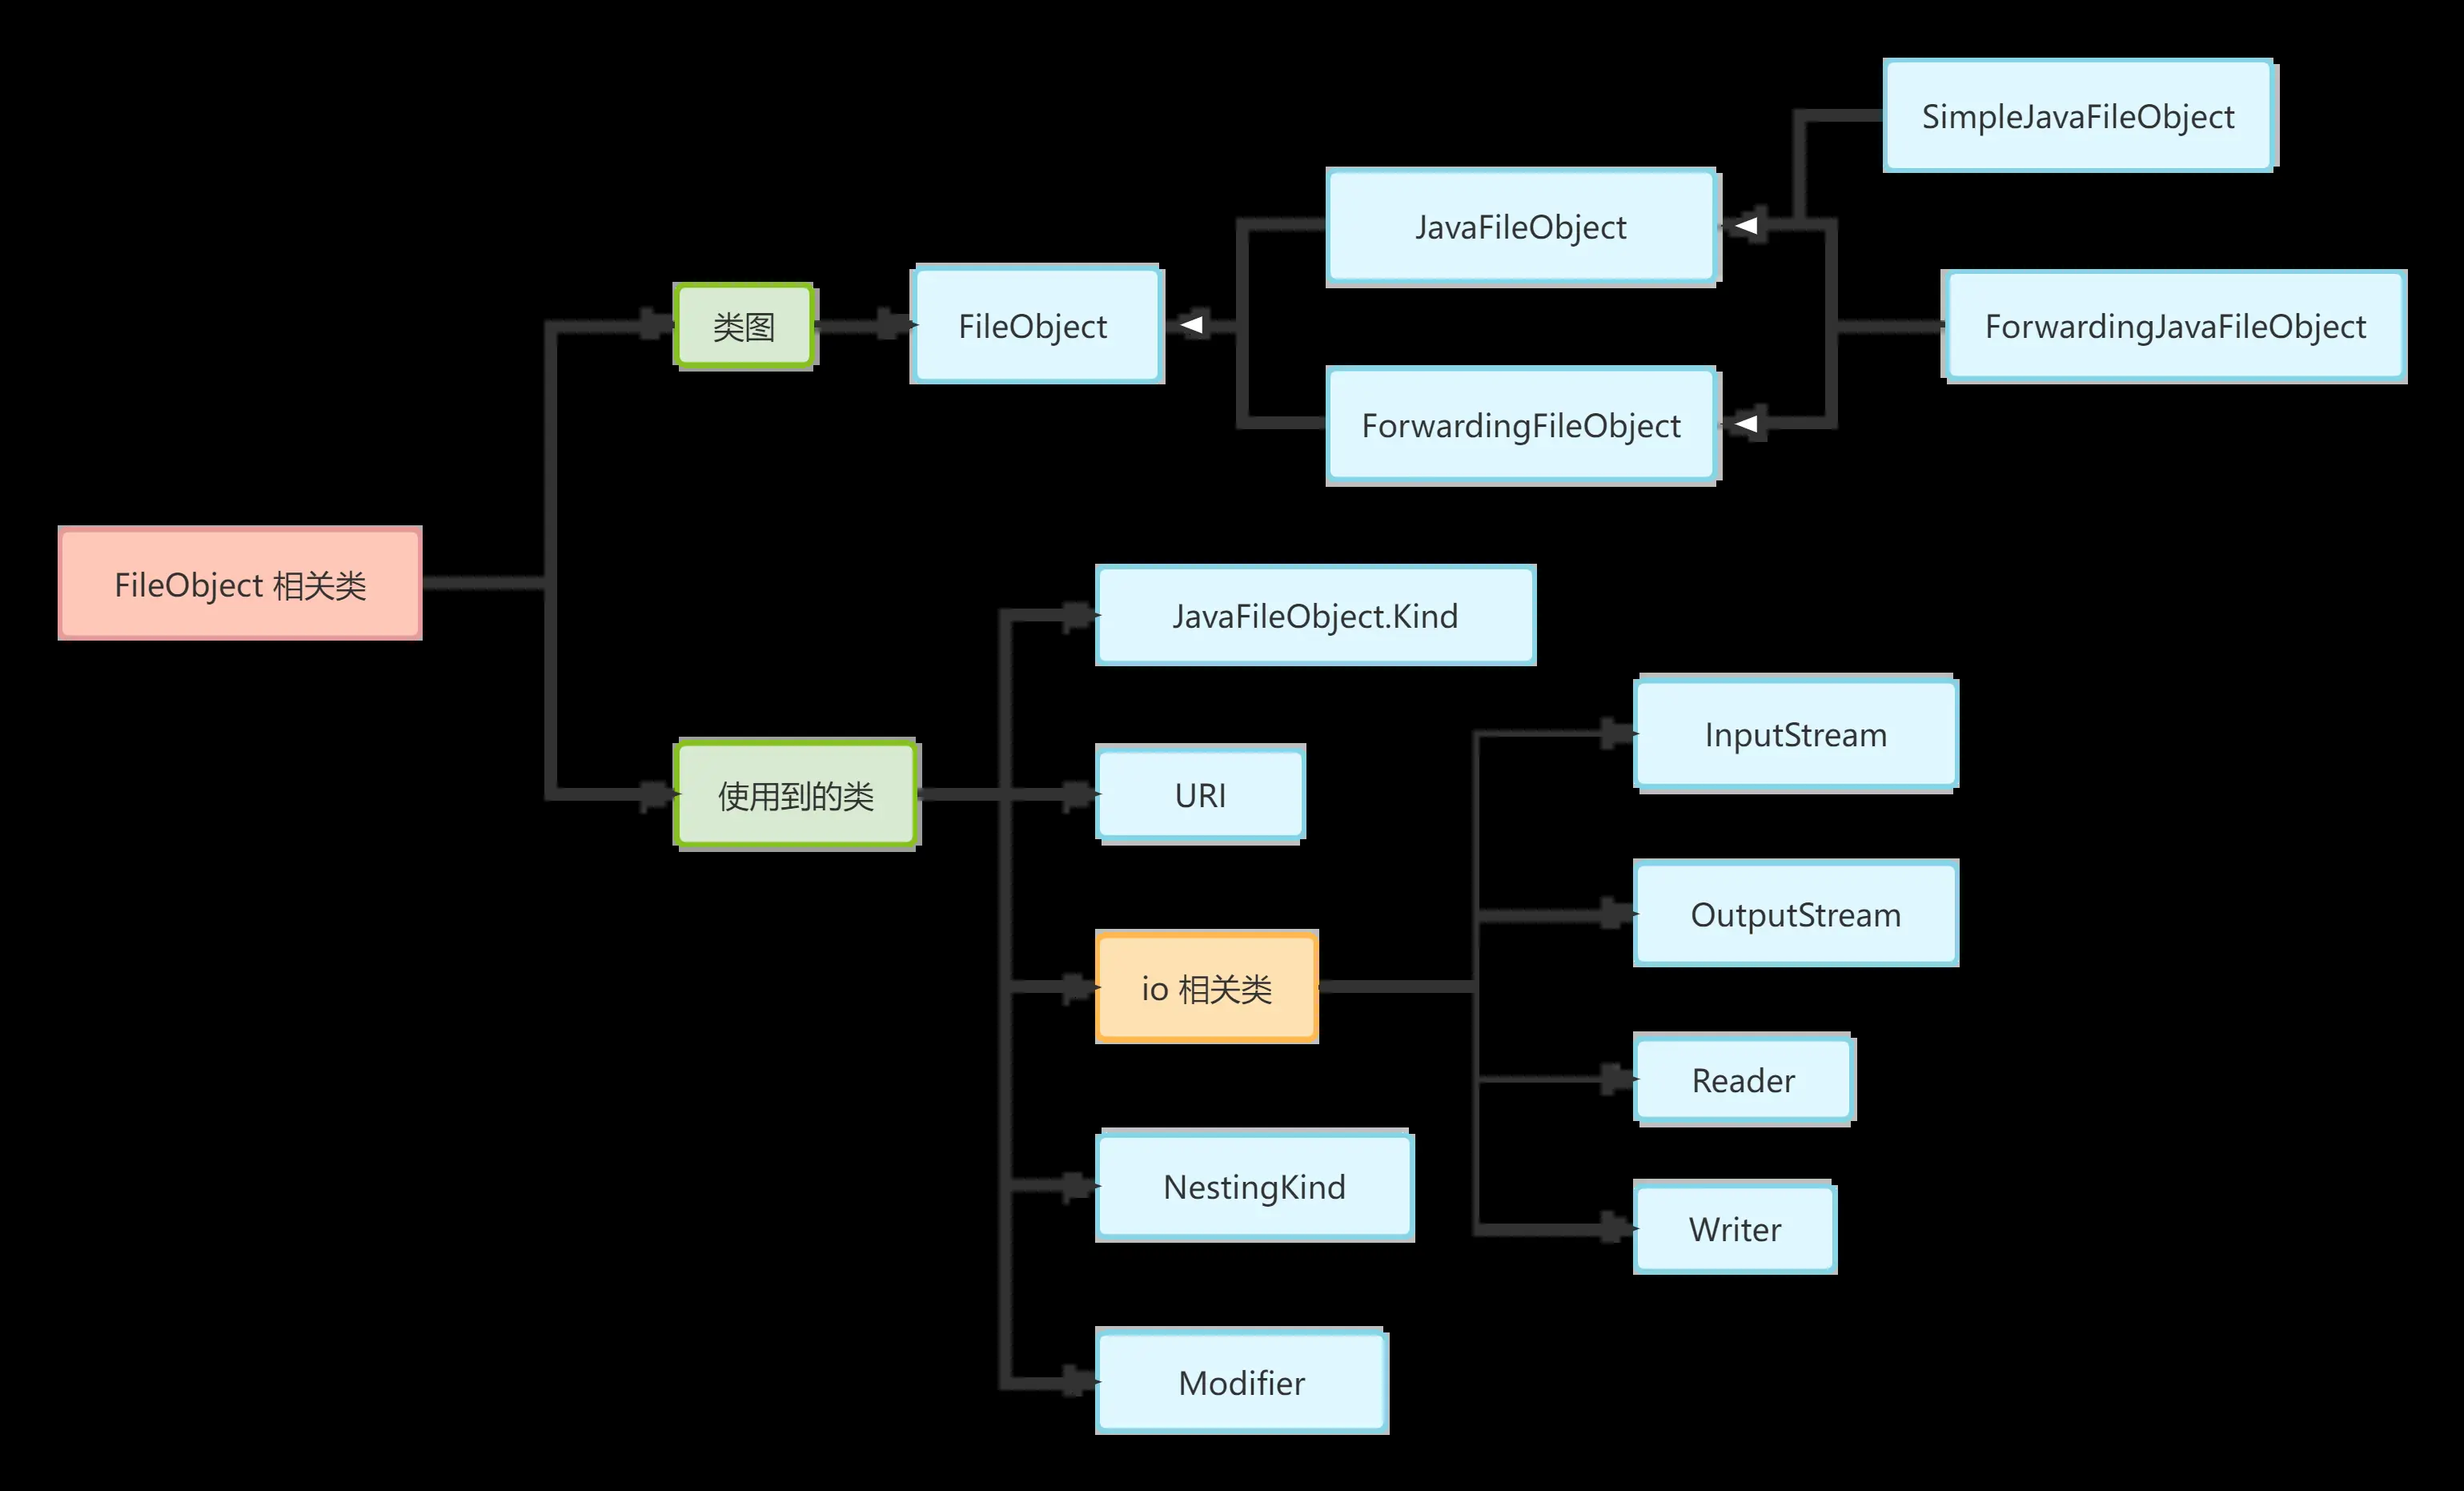 FileObject 相关类
类图
FileObject
JavaFileObject
ForwardingFileObject
SimpleJavaFileObject
ForwardingJavaFileObject
使用到的类
JavaFileObject.Kind
URI
io 相关类
InputStream
OutputStream
Reader
Writer
NestingKind
Modifier